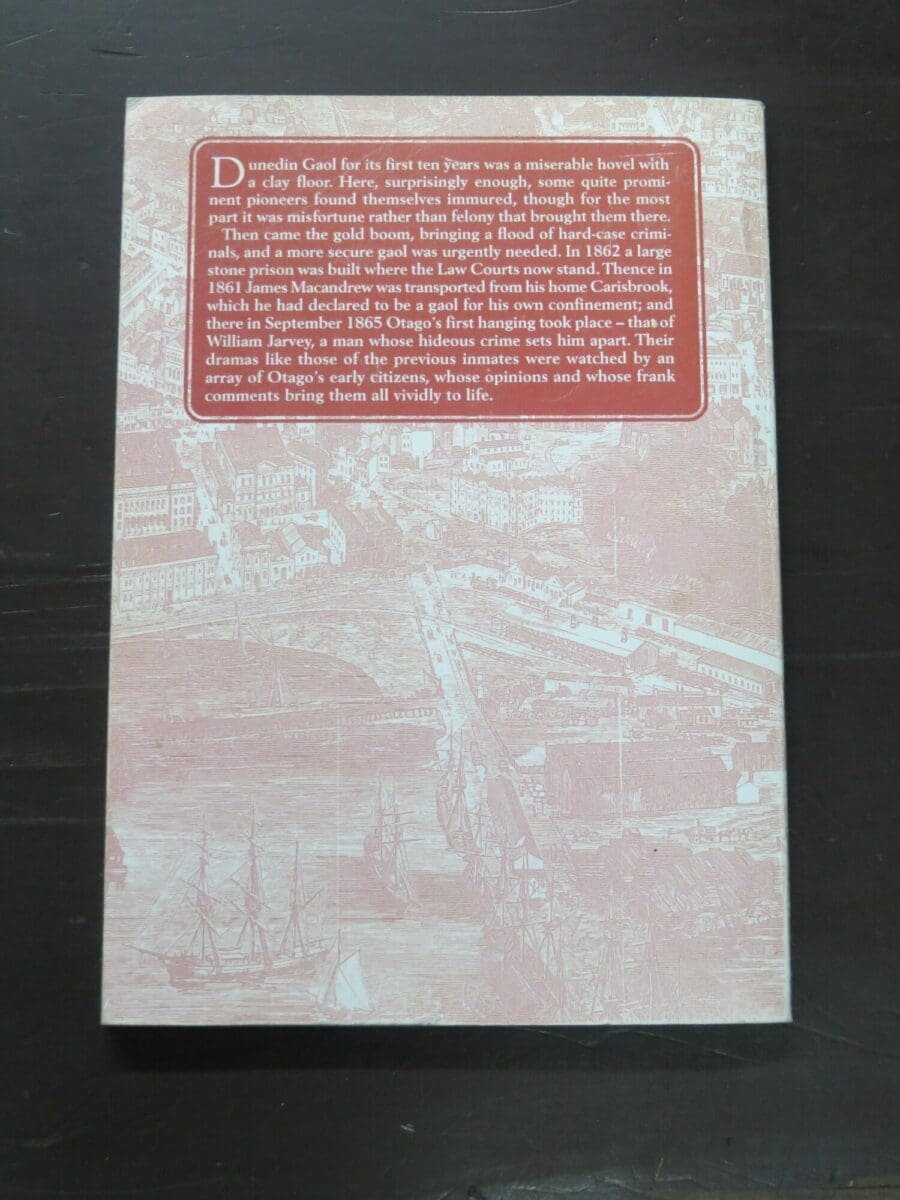 Dunedin Gaol for its first ten years was a miserable hovel with
a clay floor. Here, surprisingly enough, some quite promi-
nent pioneers found themselves immured, though for the most
part it was misfortune rather than felony that brought them there.
Then came the gold boom, bringing a flood of hard-case crimi-
nals, and a more secure gaol was urgently needed. In 1862 a large
stone prison was built where the Law Courts now stand. Thence in
1861 James Macandrew was transported from his home Carisbrook,
which he had declared to be a gaol for his own confinement; and
there in September 1865 Otago's first hanging took place – that of
William Jarvey, a man whose hideous crime sets him apart. Their
dramas like those of the previous inmates were watched by an
array of Otago's early citizens, whose opinions and whose frank
comments bring them all vividly to life.